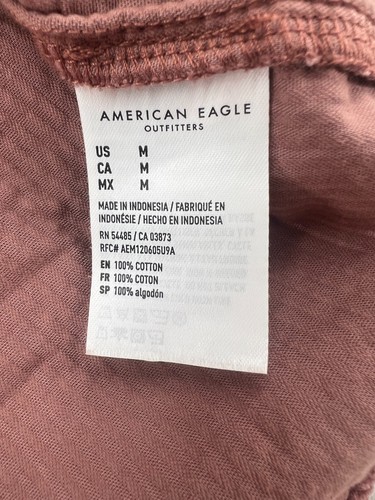 AMERICAN EAGLE
OUTFITTERS
US M
CA M
MX M
MADE IN INDONESIA / FABRIQUÉ EN
INDONÉSIE / HECHO EN INDONESIA
RN 54485 / CA 03873
RFC# AEM120605U9A
EN 100% COTTON
FR 100% COTON
SP 100% algodón